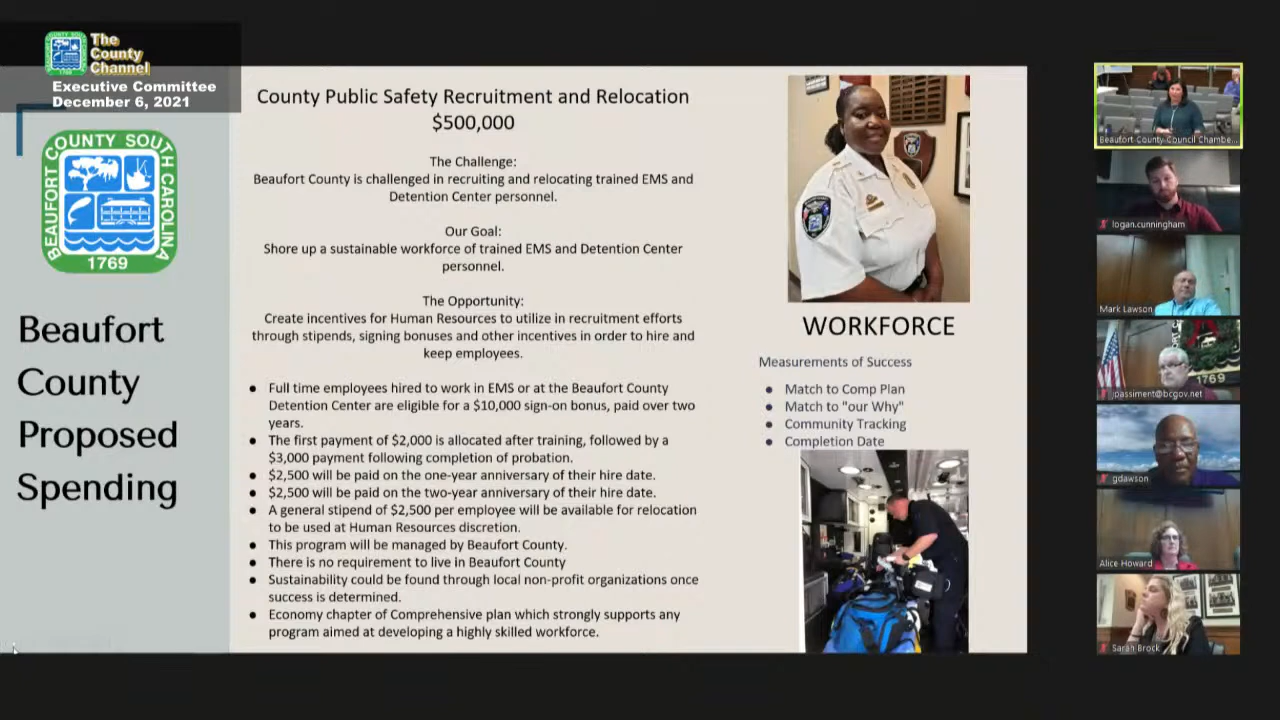 The
County
Channel
Executive Committee
December 6, 2021
BEAUFORT COUNTY SOUTH CAROLINA
1769
Beaufort
County
Proposed
Spending
County Public Safety Recruitment and Relocation
$500,000
The Challenge:
Beaufort County is challenged in recruiting and relocating trained EMS and
Detention Center personnel.
Our Goal:
Shore up a sustainable workforce of trained EMS and Detention Center
personnel.
The Opportunity:
Create incentives for Human Resources to utilize in recruitment efforts
through stipends, signing bonuses and other incentives in order to hire and
keep employees.
● Full time employees hired to work in EMS or at the Beaufort County
Detention Center are eligible for a $10,000 sign-on bonus, paid over two
years.
● The first payment of $2,000 is allocated after training, followed by a
$3,000 payment following completion of probation.
● $2,500 will be paid on the one-year anniversary of their hire date.
● $2,500 will be paid on the two-year anniversary of their hire date.
● A general stipend of $2,500 per employee will be available for relocation
to be used at Human Resources discretion.
● This program will be managed by Beaufort County.
● There is no requirement to live in Beaufort County
● Sustainability could be found through local non-profit organizations once
success is determined.
● Economy chapter of Comprehensive plan which strongly supports any
program aimed at developing a highly skilled workforce.
WORKFORCE
Measurements of Success
● Match to Comp Plan
● Match to "our Why"
● Community Tracking
● Completion Date
Beaufort County Council Chambe...
logan.cunningham
Mark Lawson
1769
jpassiment@bcgov.net
gdawson
Alice Howard
Sarah Brock